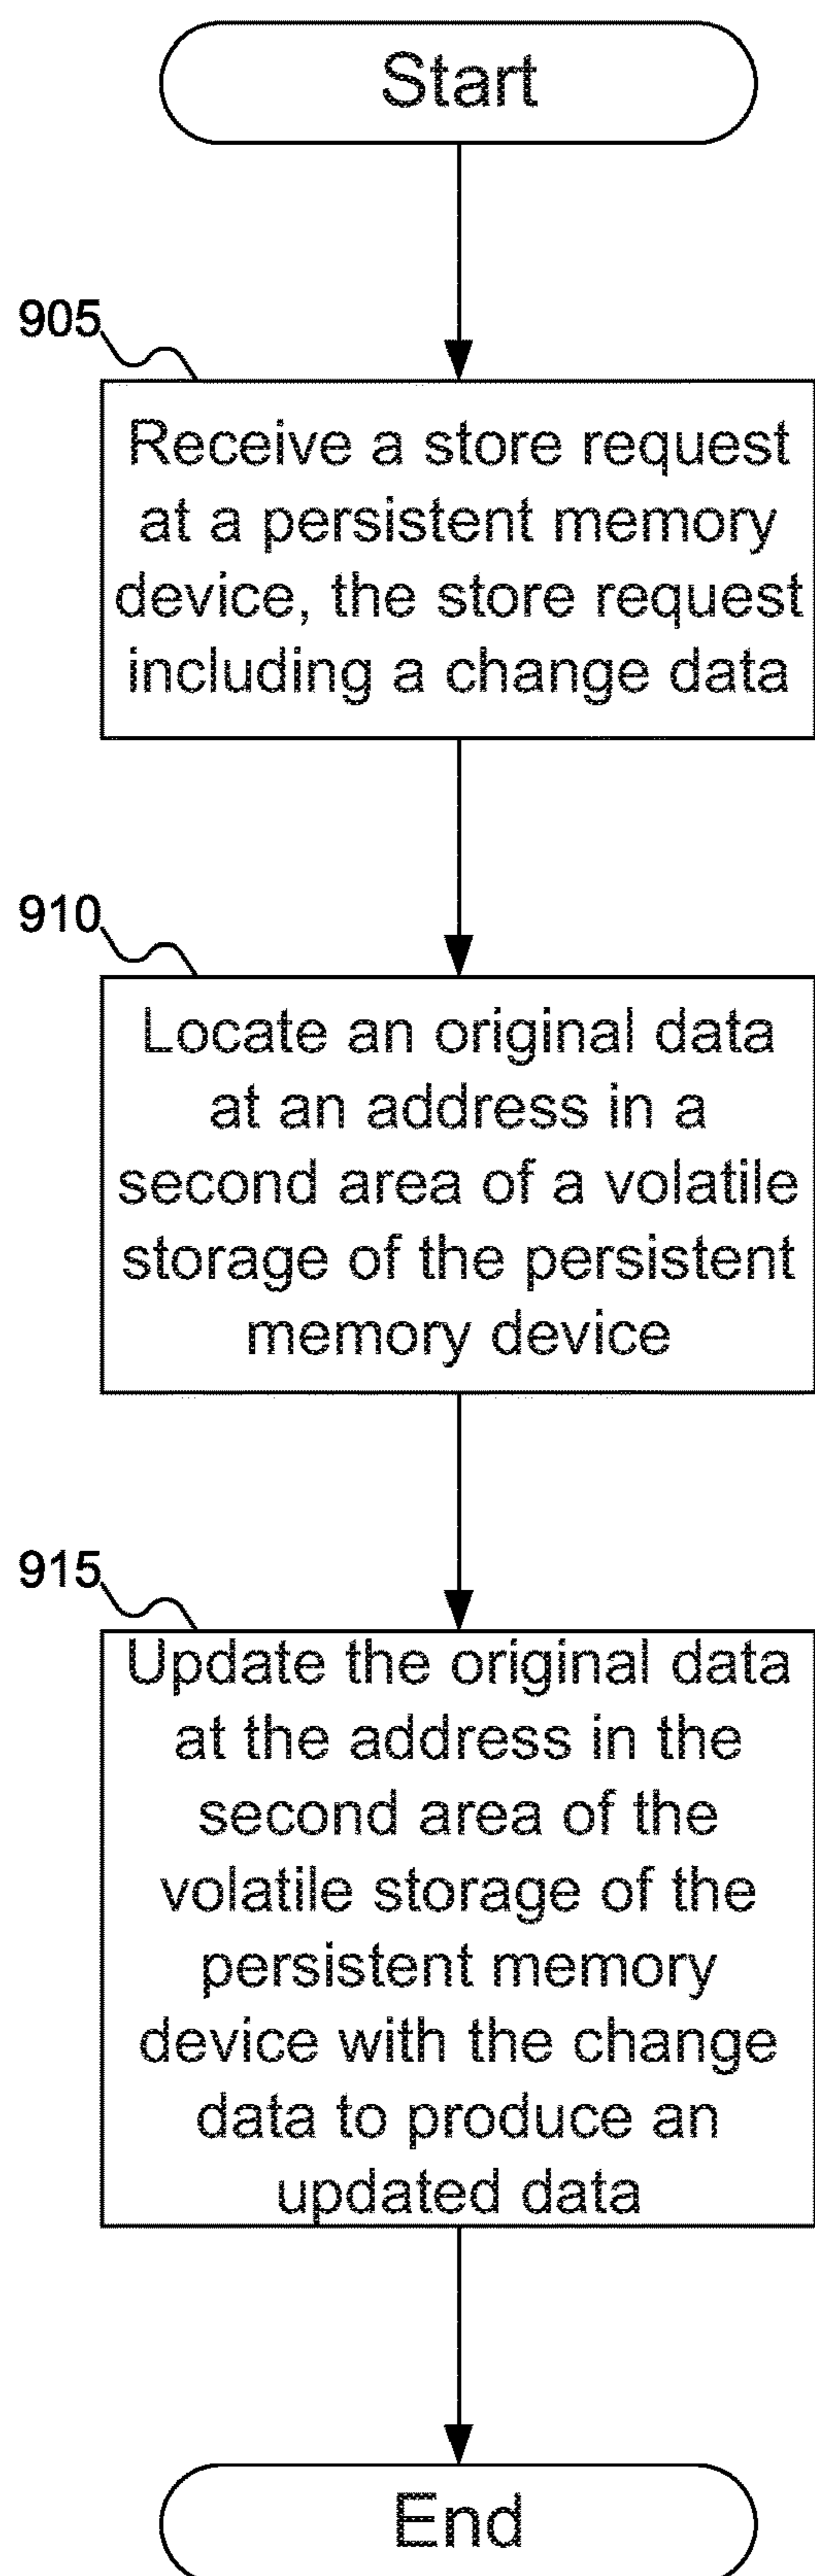 Start
905
Receive a store request
at a persistent memory
device, the store request
including a change data
910
Locate an original data
at an address in a
second area of a volatile
storage of the persistent
memory device
915
Update the original data
at the address in the
second area of the
volatile storage of the
persistent memory
device with the change
data to produce an
updated data
End